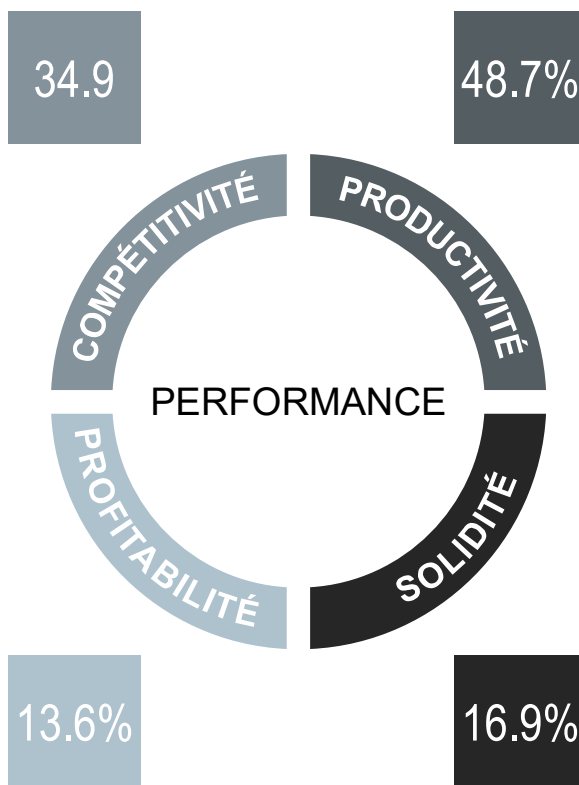 34.9
48.7%
COMPÉTITIVITÉ
PRODUCTIVITÉ
PERFORMANCE
PROFITABILITÉ
SOLIDITÉ
13.6%
16.9%